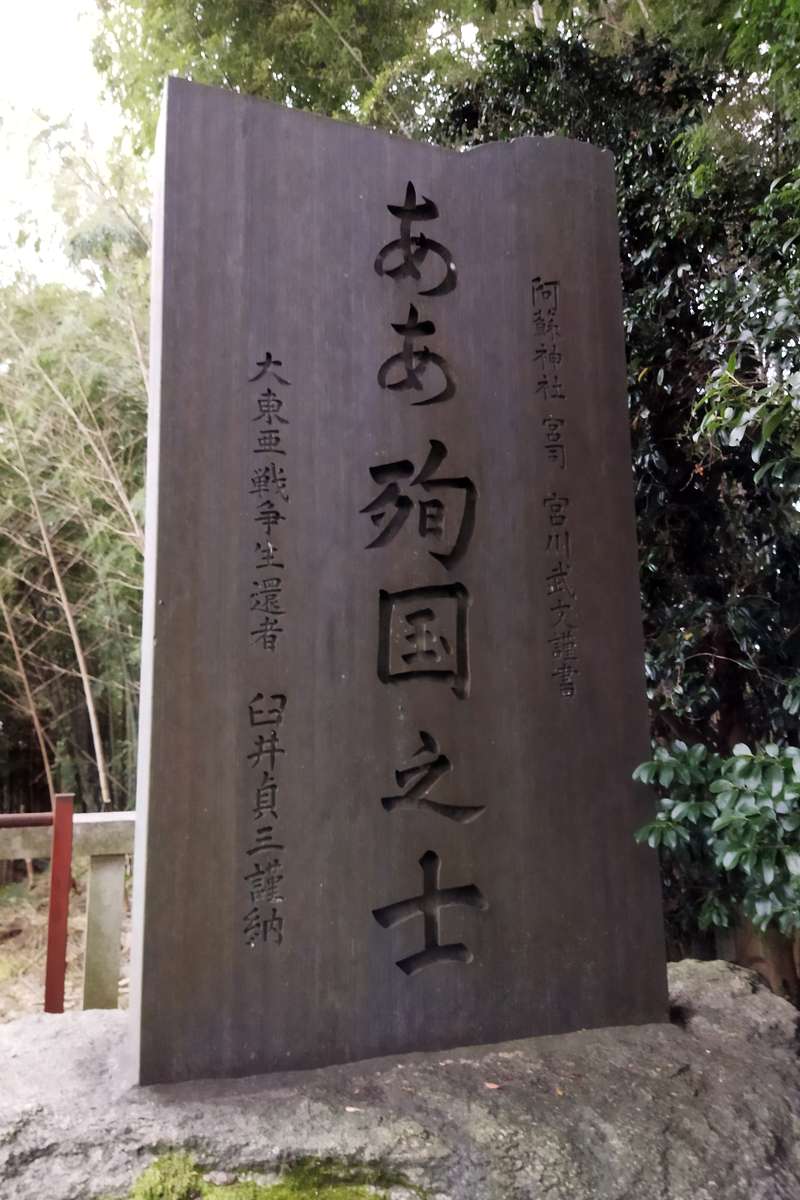 阿蘇神社 宮司 宮川武文謹書
ああ殉国之士
大東亜戦争生還者 臼井貞三謹納